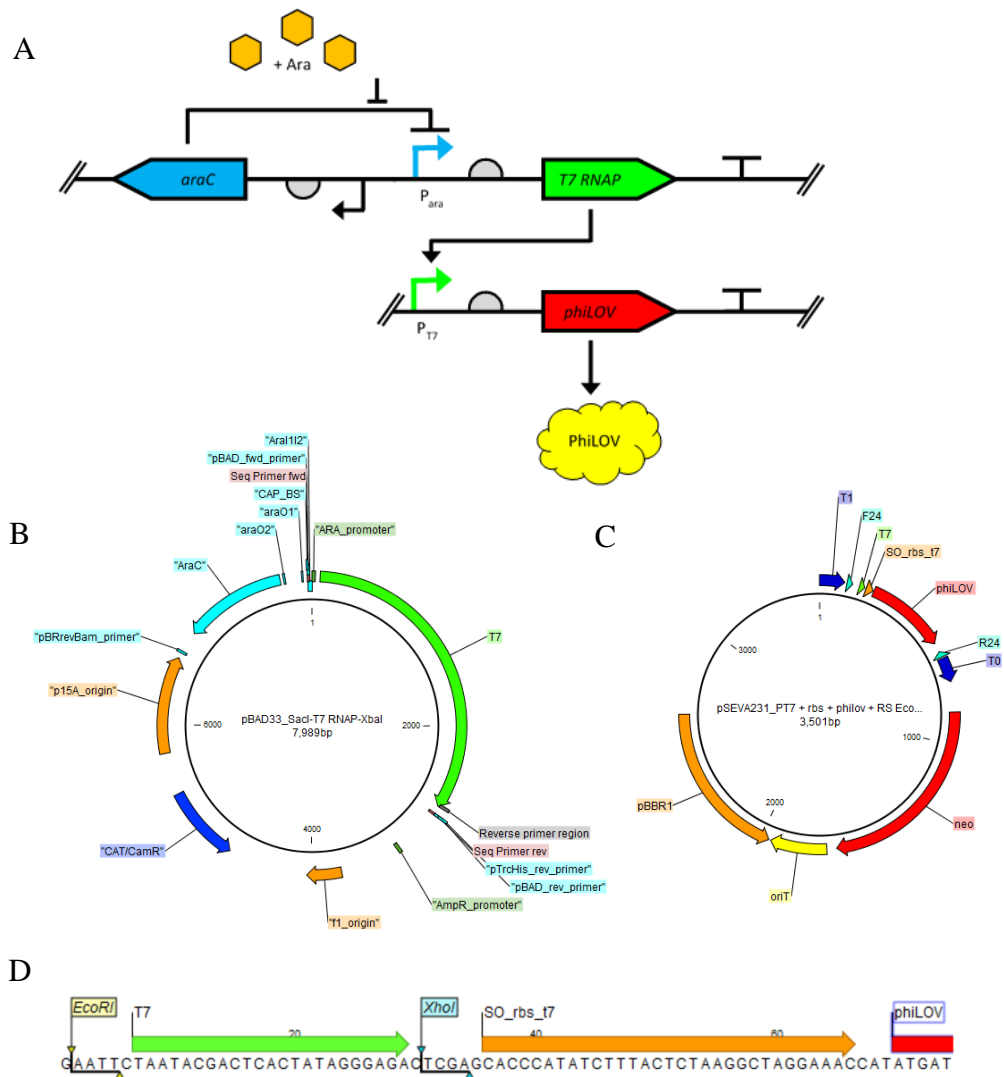 A
+ Ara
araC
P ara
T7 RNAP
P T7
phiLOV
PhiLOV
B
"AraI1I2"
"pBAD_fwd_primer"
Seq Primer fwd
"CAP_BS"
"araO1"
"araO2"
"ARA_promoter"
"AraC"
"pBRrevBam_primer"
"p15A_origin"
"CAT/CamR"
T7
1
2000
4000
6000
pBAD33_SacI-T7 RNAP-XbaI
7,989bp
Reverse primer region
Seq Primer rev
"pTrcHis_rev_primer"
"pBAD_rev_primer"
"AmpR_promoter"
"f1_origin"
C
T1
F24
T7
SO_rbs_t7
phiLOV
R24
T0
1
1000
2000
3000
pSEVA231_PT7 + rbs + philov + RS Eco...
3,501bp
pBBR1
neo
oriT
D
EcoRI
T7
XhoI
SO_rbs_t7
phiLOV
20
40
60
GAATTCTAATACGACTCACTATAGGGAGACTCGAGCACCCATATCTTTACTCTAAGGCTAGGAAACCATATGAT